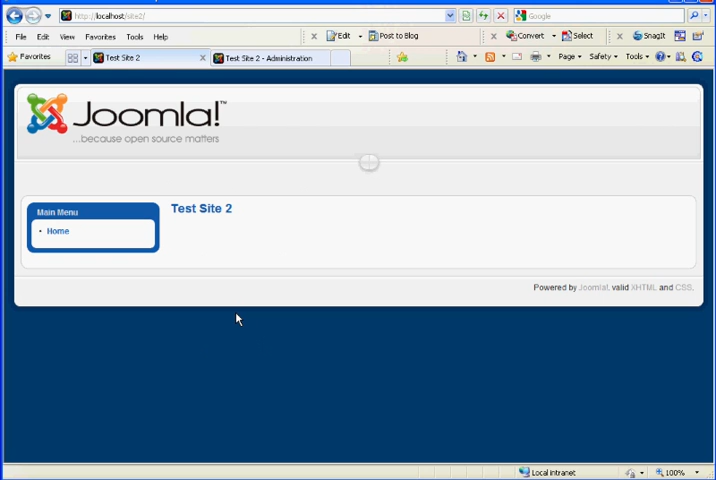 http://localhost/site2/
Google
File Edit View Favorites Tools Help
Edit Post to Blog
Convert Select
SnagIt
Favorites
Test Site 2
Test Site 2 - Administration
Page Safety Tools
Joomla!™
...because open source matters
Main Menu
Home
Test Site 2
Powered by Joomla!. valid XHTML and CSS.
Local intranet
100%